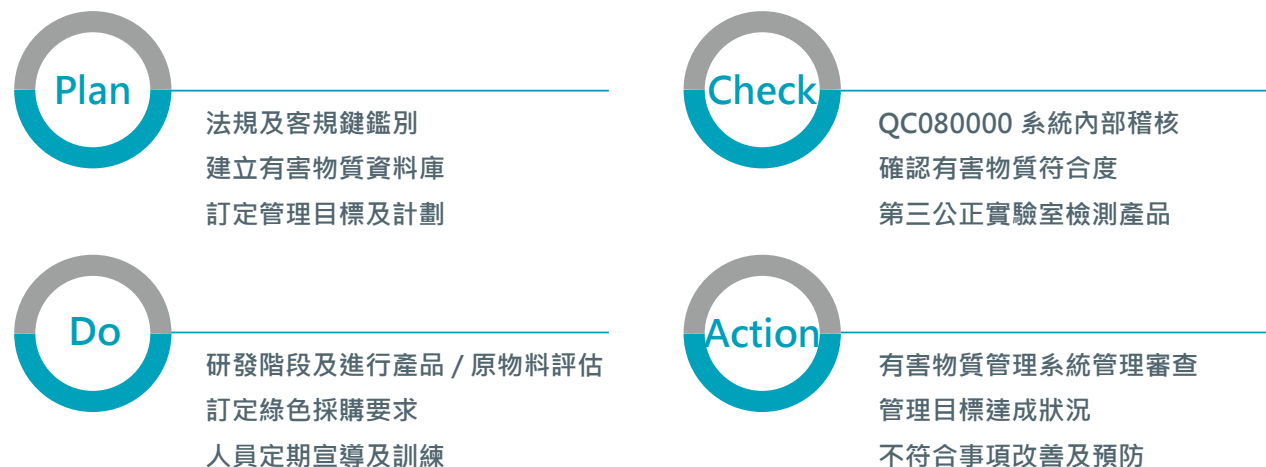 Plan
法規及客規鍵鑑別
建立有害物質資料庫
訂定管理目標及計劃
Check
QC080000 系統內部稽核
確認有害物質符合度
第三公正實驗室檢測產品
Do
研發階段及進行產品 / 原物料評估
訂定綠色採購要求
人員定期宣導及訓練
Action
有害物質管理系統管理審查
管理目標達成狀況
不符合事項改善及預防